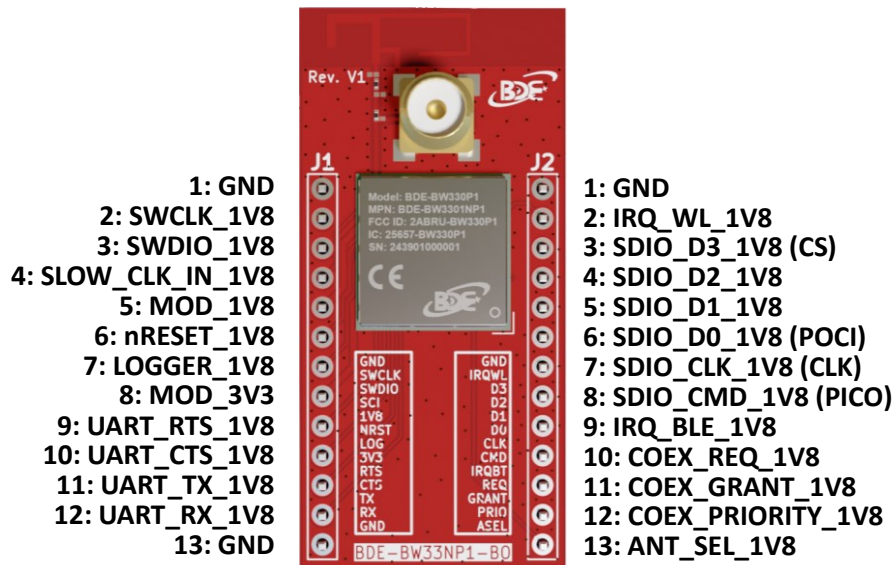 Rev. V1
BDE
J1
J2
1: GND
2: SWCLK_1V8
3: SWDIO_1V8
4: SLOW_CLK_IN_1V8
5: MOD_1V8
6: nRESET_1V8
7: LOGGER_1V8
8: MOD_3V3
9: UART_RTS_1V8
10: UART_CTS_1V8
11: UART_TX_1V8
12: UART_RX_1V8
13: GND
Model: BDE-BW330P1
MPN: BDE-BW3301NP1
FCC ID: 2ABRU-BW330P1
IC: 25657-BW330P1
SN: 243901000001
CE
BDE
GND
SWCLK
SWDIO
SCI
1V8
NRST
LOG
3V3
RTS
CTS
TX
RX
GND
GND
IRQWL
D3
D2
D1
D0
CLK
CMD
IRQBT
REQ
GRANT
PRIO
ASEL
BDE-BW33NP1-BO
1: GND
2: IRQ_WL_1V8
3: SDIO_D3_1V8 (CS)
4: SDIO_D2_1V8
5: SDIO_D1_1V8
6: SDIO_D0_1V8 (POCI)
7: SDIO_CLK_1V8 (CLK)
8: SDIO_CMD_1V8 (PICO)
9: IRQ_BLE_1V8
10: COEX_REQ_1V8
11: COEX_GRANT_1V8
12: COEX_PRIORITY_1V8
13: ANT_SEL_1V8